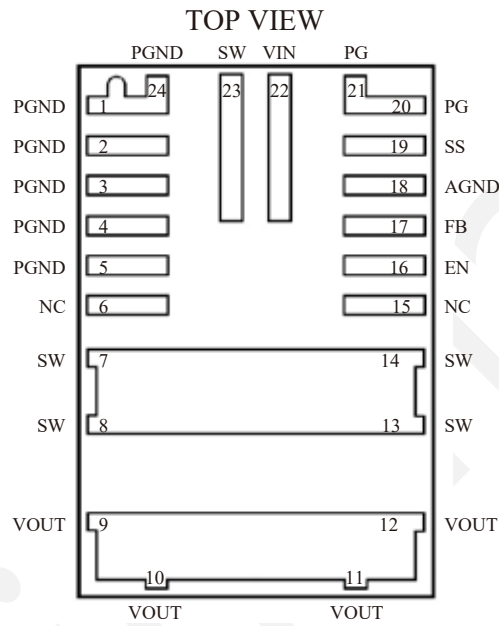 TOP VIEW
PGND SW VIN PG
24 23 22 21
PGND 1 20 PG
PGND 2 19 SS
PGND 3 18 AGND
PGND 4 17 FB
PGND 5 16 EN
NC 6 15 NC
SW 7 14 SW
SW 8 13 SW
VOUT 9 12 VOUT
10 11
VOUT VOUT